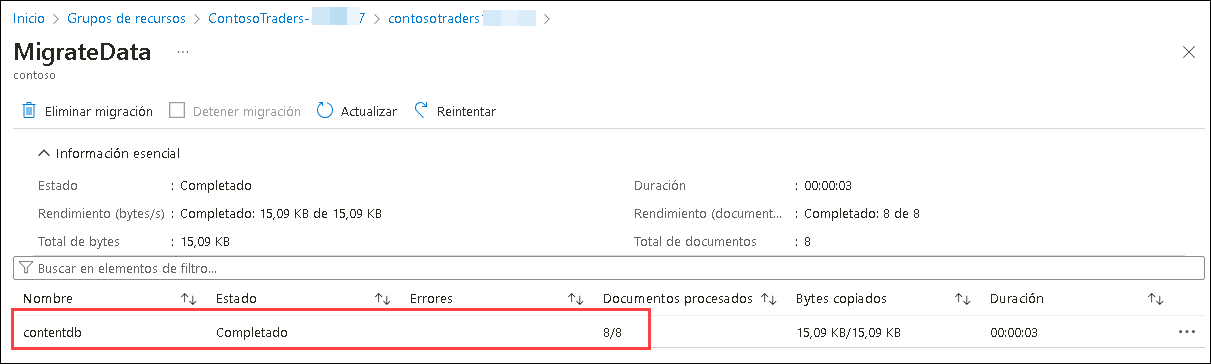 Inicio > Grupos de recursos > ContosoTraders- 7 > contosotraders >
MigrateData ...
contoso
Eliminar migración Detener migración Actualizar Reintentar
Información esencial
Estado : Completado Duración : 00:00:03
Rendimiento (bytes/s) : Completado: 15,09 KB de 15,09 KB Rendimiento (document... : Completado: 8 de 8
Total de bytes : 15,09 KB Total de documentos : 8
Buscar en elementos de filtro...
Nombre Estado Errores Documentos procesados Bytes copiados Duración
contentdb Completado 8/8 15,09 KB/15,09 KB 00:00:03 ...